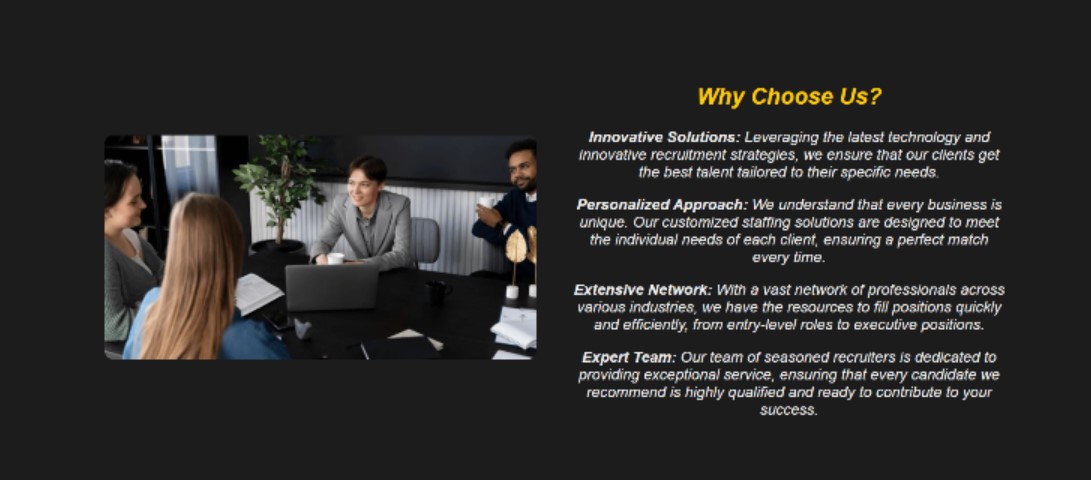 Why Choose Us?
Innovative Solutions: Leveraging the latest technology and
innovative recruitment strategies, we ensure that our clients get
the best talent tailored to their specific needs.
Personalized Approach: We understand that every business is
unique. Our customized staffing solutions are designed to meet
the individual needs of each client, ensuring a perfect match
every time.
Extensive Network: With a vast network of professionals across
various industries, we have the resources to fill positions quickly
and efficiently, from entry-level roles to executive positions.
Expert Team: Our team of seasoned recruiters is dedicated to
providing exceptional service, ensuring that every candidate we
recommend is highly qualified and ready to contribute to your
success.